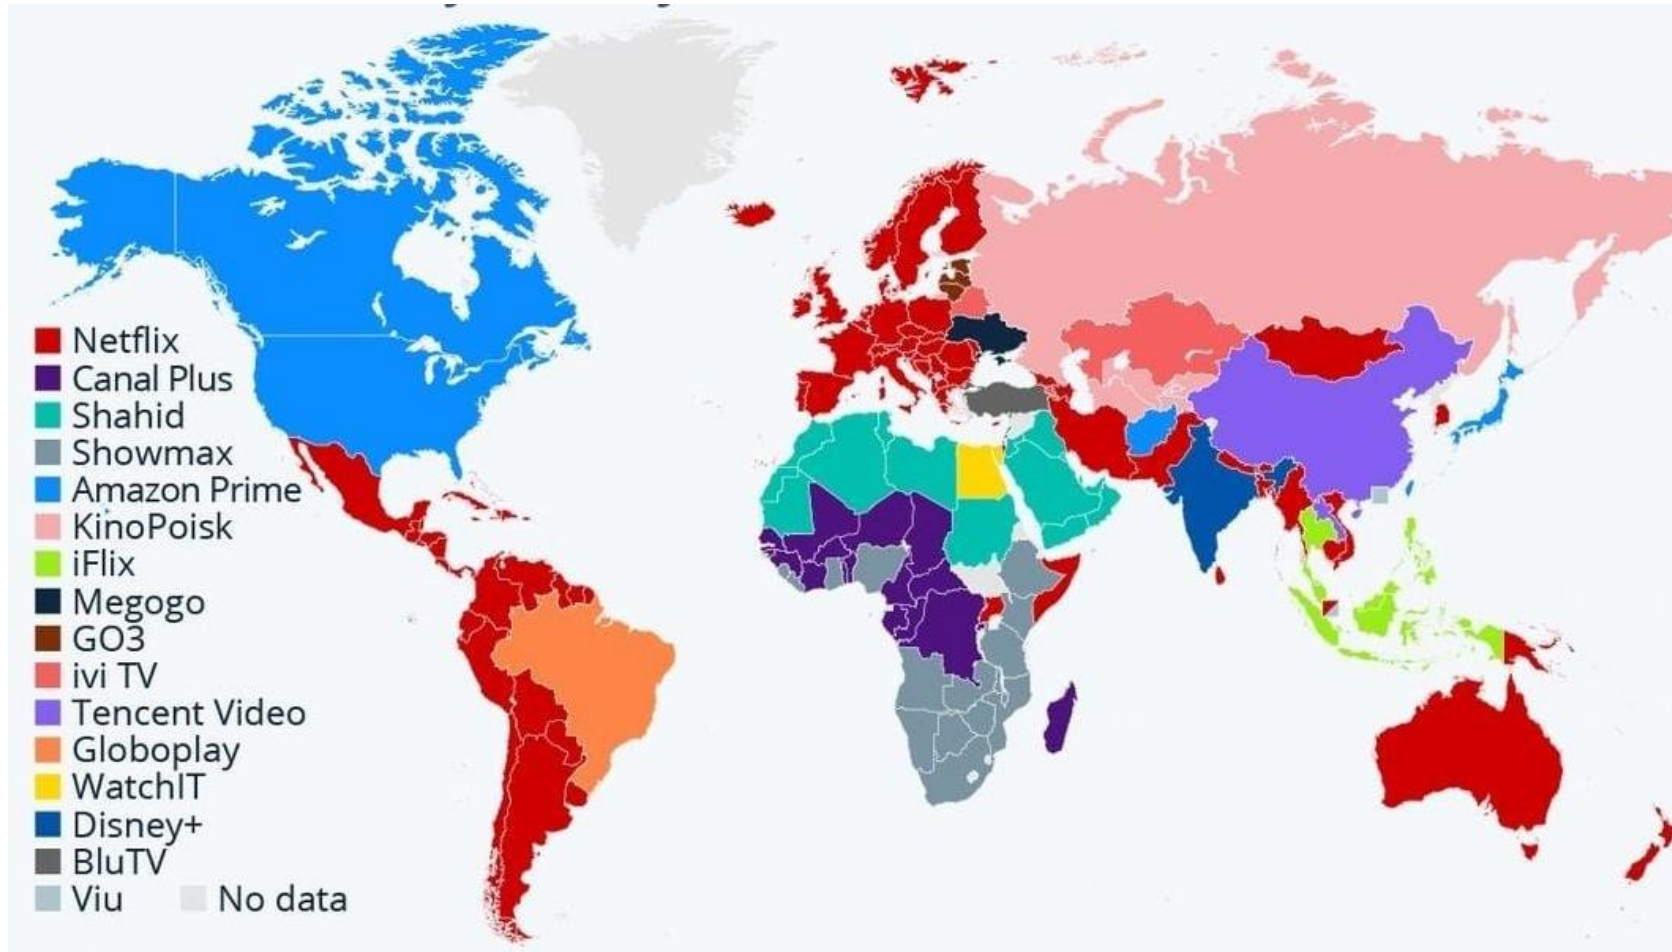 Netflix
Canal Plus
Shahid
Showmax
Amazon Prime
KinoPoisk
iFlix
Megogo
GO3
ivi TV
Tencent Video
Globoplay
WatchIT
Disney+
BluTV
Viu No data